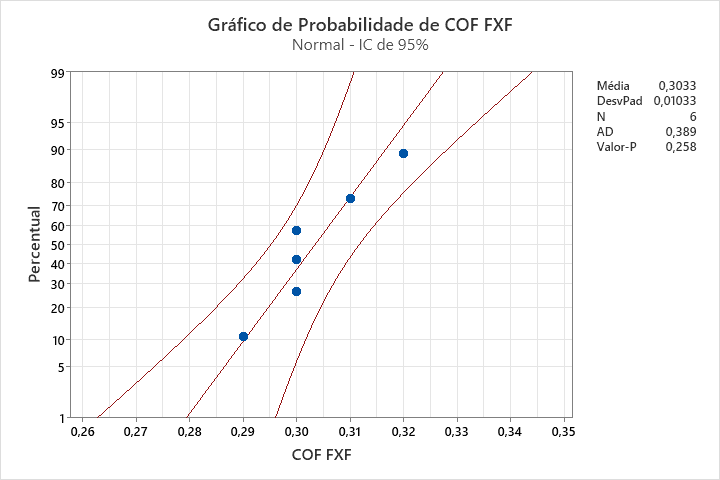 Gráfico de Probabilidade de COF FXF
Normal - IC de 95%
Média 0,3033
DesvPad 0,01033
N 6
AD 0,389
Valor-P 0,258
Percentual
99
95
90
80
70
60
50
40
30
20
10
5
1
0,26 0,27 0,28 0,29 0,30 0,31 0,32 0,33 0,34 0,35
COF FXF